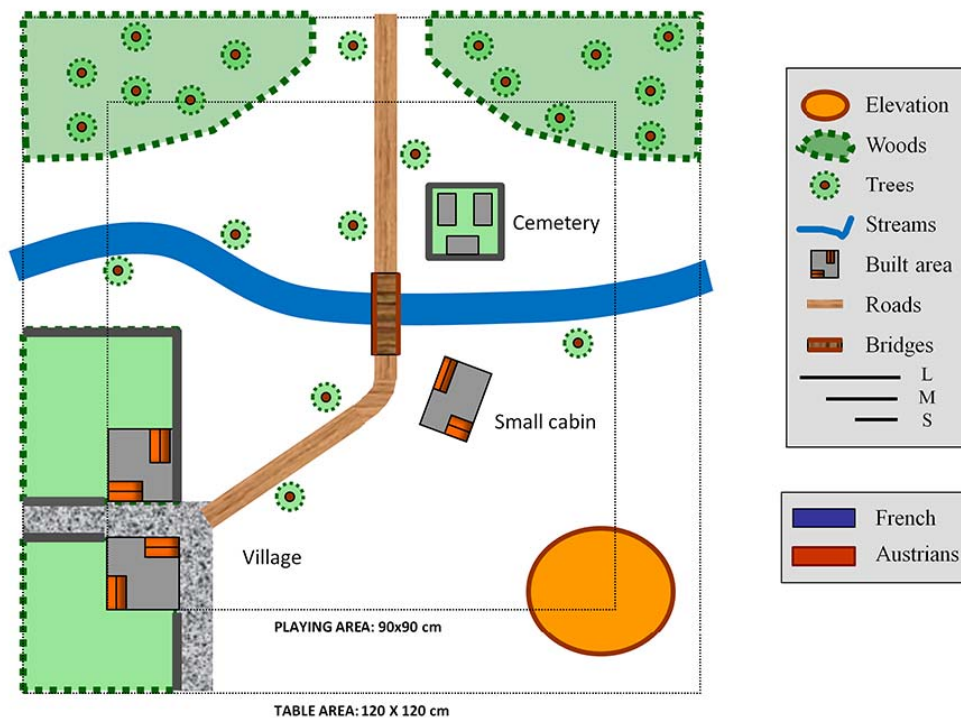 Cemetery
Small cabin
Village
PLAYING AREA: 90x90 cm
TABLE AREA: 120 X 120 cm
Elevation
Woods
Trees
Streams
Built area
Roads
Bridges
L
M
S
French
Austrians